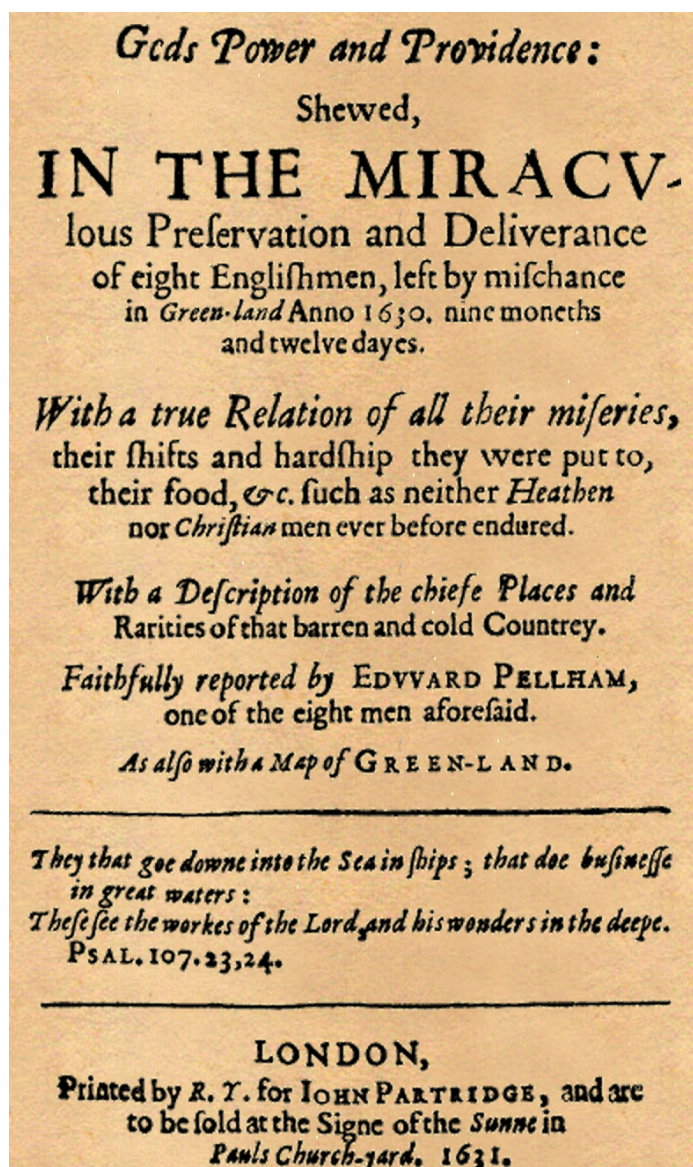 Gods Power and Providence:
Shewed,
IN THE MIRACV-
lous Preſervation and Deliverance
of eight Engliſhmen, left by miſchance
in Green-land Anno 1630. nine moneths
and twelve dayes.
With a true Relation of all their miſeries,
their ſhifts and hardſhip they were put to,
their food, &c. ſuch as neither Heathen
nor Chriſtian men ever before endured.
With a Deſcription of the chiefe Places and
Rarities of that barren and cold Countrey.
Faithfully reported by EDVVARD PELLHAM,
one of the eight men aforeſaid.
As alſo with a Map of GREEN-LAND.
They that goe downe into the Sea in ſhips; that doe buſineſſe
in great waters:
Theſe ſee the workes of the Lord, and his wonders in the deepe.
PSAL. 107. 23, 24.
LONDON,
Printed by R. Y. for IOHN PARTRIDGE, and are
to be ſold at the Signe of the Sunne in
Pauls Church-yard. 1631.